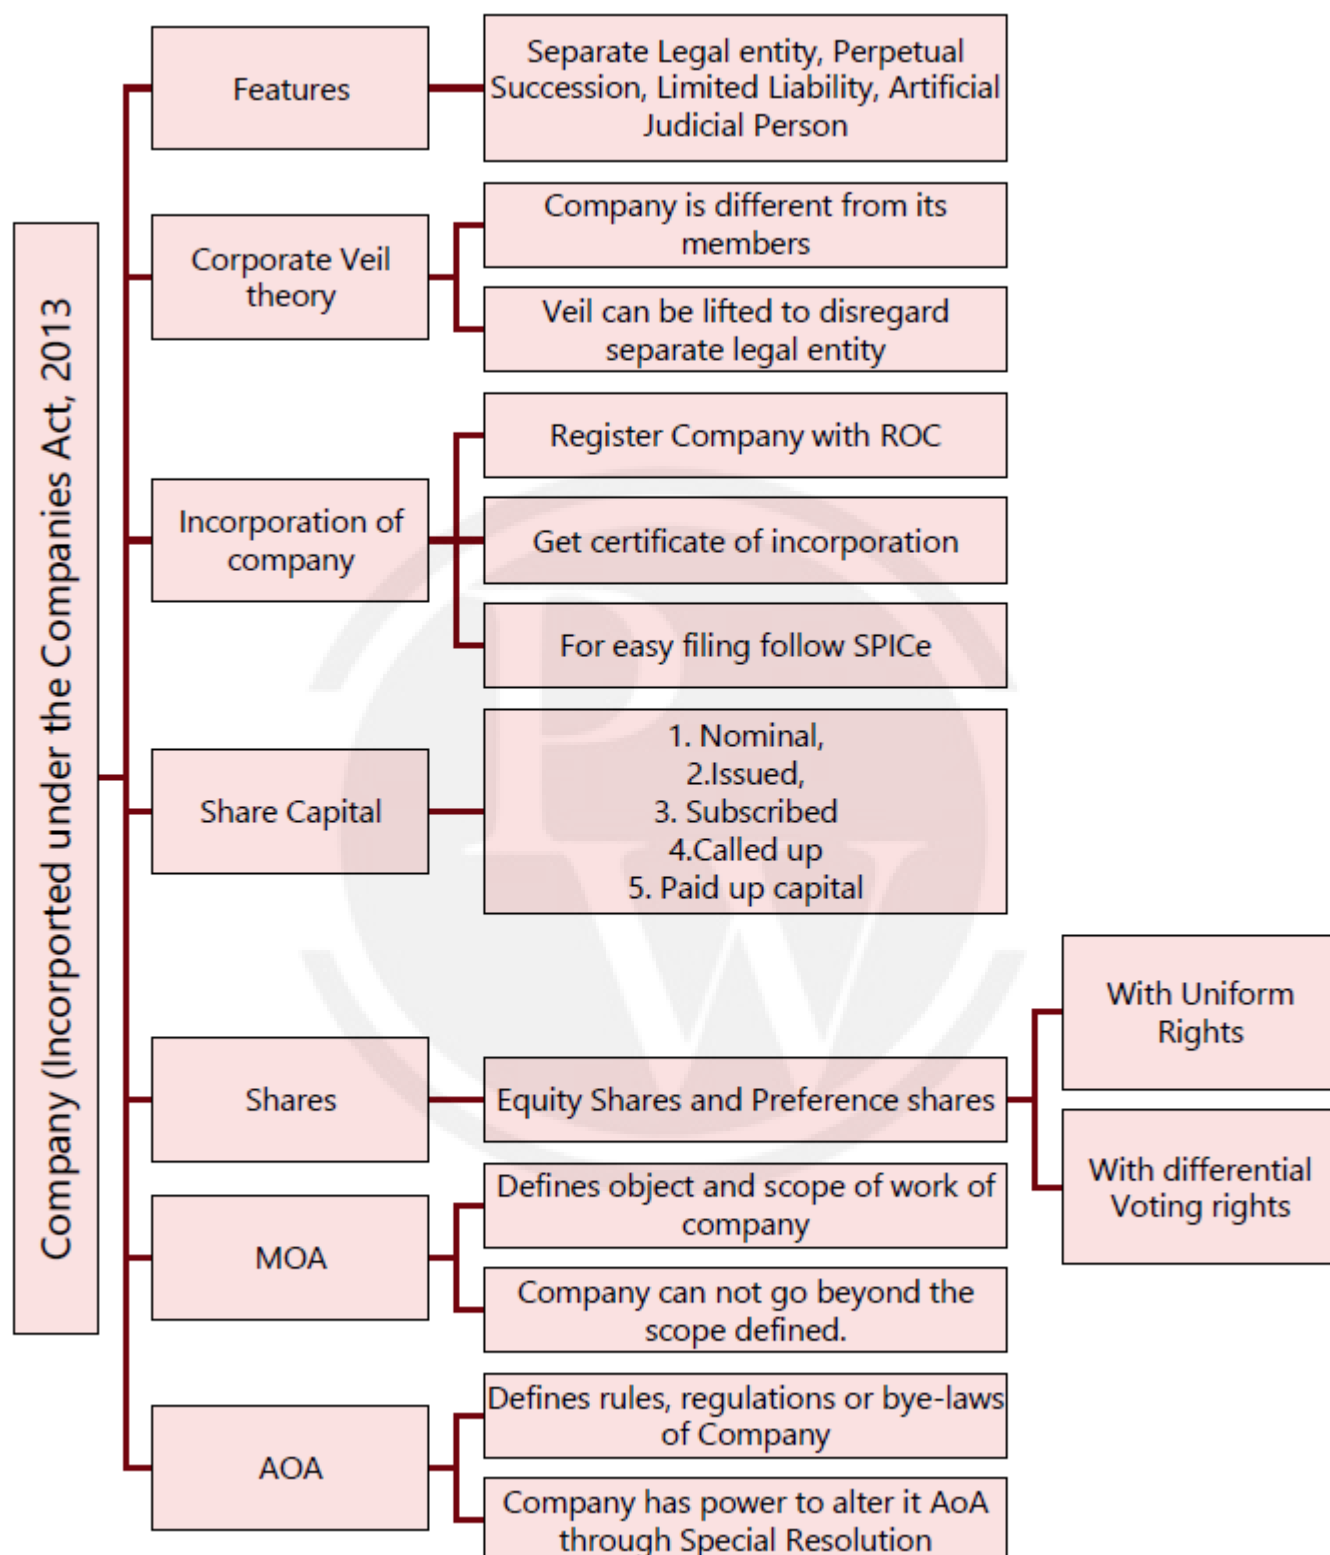 Company (Incorported under the Companies Act, 2013
Features
Separate Legal entity, Perpetual
Succession, Limited Liability, Artificial
Judicial Person
Corporate Veil
theory
Company is different from its
members
Veil can be lifted to disregard
separate legal entity
Incorporation of
company
Register Company with ROC
Get certificate of incorporation
For easy filing follow SPICe
Share Capital
1. Nominal,
2.Issued,
3. Subscribed
4.Called up
5. Paid up capital
Shares
Equity Shares and Preference shares
With Uniform
Rights
With differential
Voting rights
MOA
Defines object and scope of work of
company
Company can not go beyond the
scope defined.
AOA
Defines rules, regulations or bye-laws
of Company
Company has power to alter it AoA
through Special Resolution
PW